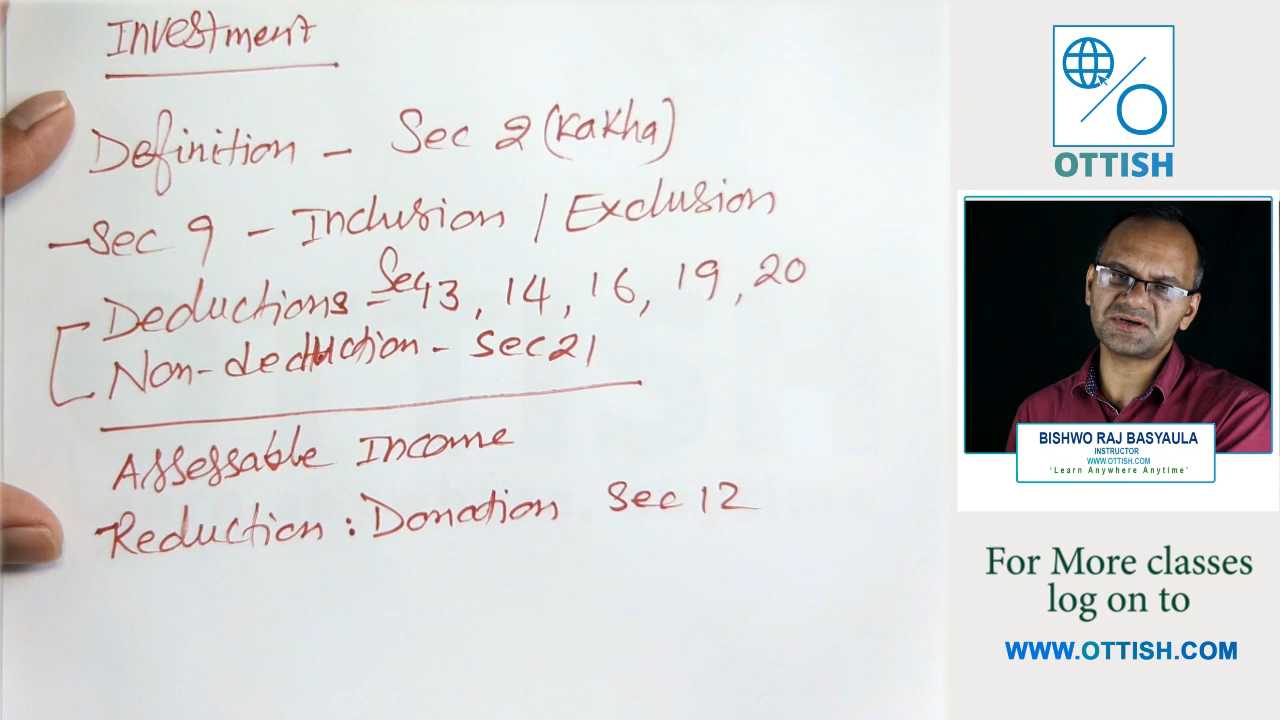 Investment
Definition - Sec 2 (Kakha)
- Sec 9 - Inclusion / Exclusion
Deductions - Sec 13, 14, 16, 19, 20
Non-deduction - Sec 21
Assessable Income
Reduction : Donation Sec 12
OTTISH
BISHWO RAJ BASYAULA
INSTRUCTOR
WWW.OTTISH.COM
'Learn Anywhere Anytime'
For More classes
log on to
WWW.OTTISH.COM